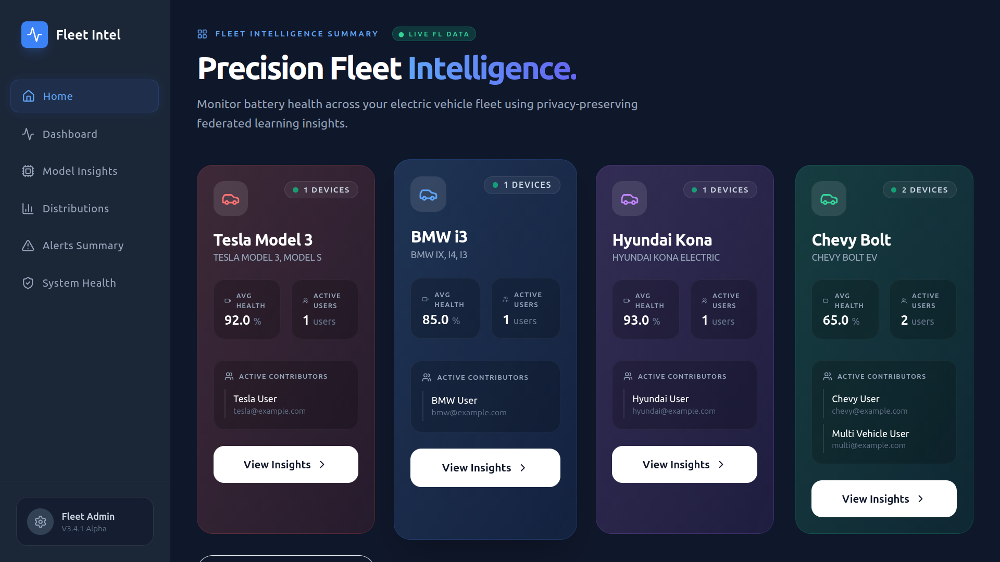 Fleet Intel
Home
Dashboard
Model Insights
Distributions
Alerts Summary
System Health
Fleet Admin
V3.4.1 Alpha
FLEET INTELLIGENCE SUMMARY
LIVE FL DATA
Precision Fleet Intelligence.
Monitor battery health across your electric vehicle fleet using privacy-preserving
federated learning insights.
1 DEVICES
Tesla Model 3
TESLA MODEL 3, MODEL S
AVG
HEALTH
92.0 %
ACTIVE
USERS
1 users
ACTIVE CONTRIBUTORS
Tesla User
tesla@example.com
View Insights
1 DEVICES
BMW i3
BMW IX, I4, I3
AVG
HEALTH
85.0 %
ACTIVE
USERS
1 users
ACTIVE CONTRIBUTORS
BMW User
bmw@example.com
View Insights
1 DEVICES
Hyundai Kona
HYUNDAI KONA ELECTRIC
AVG
HEALTH
93.0 %
ACTIVE
USERS
1 users
ACTIVE CONTRIBUTORS
Hyundai User
hyundai@example.com
View Insights
2 DEVICES
Chevy Bolt
CHEVY BOLT EV
AVG
HEALTH
65.0 %
ACTIVE
USERS
2 users
ACTIVE CONTRIBUTORS
Chevy User
chevy@example.com
Multi Vehicle User
multi@example.com
View Insights